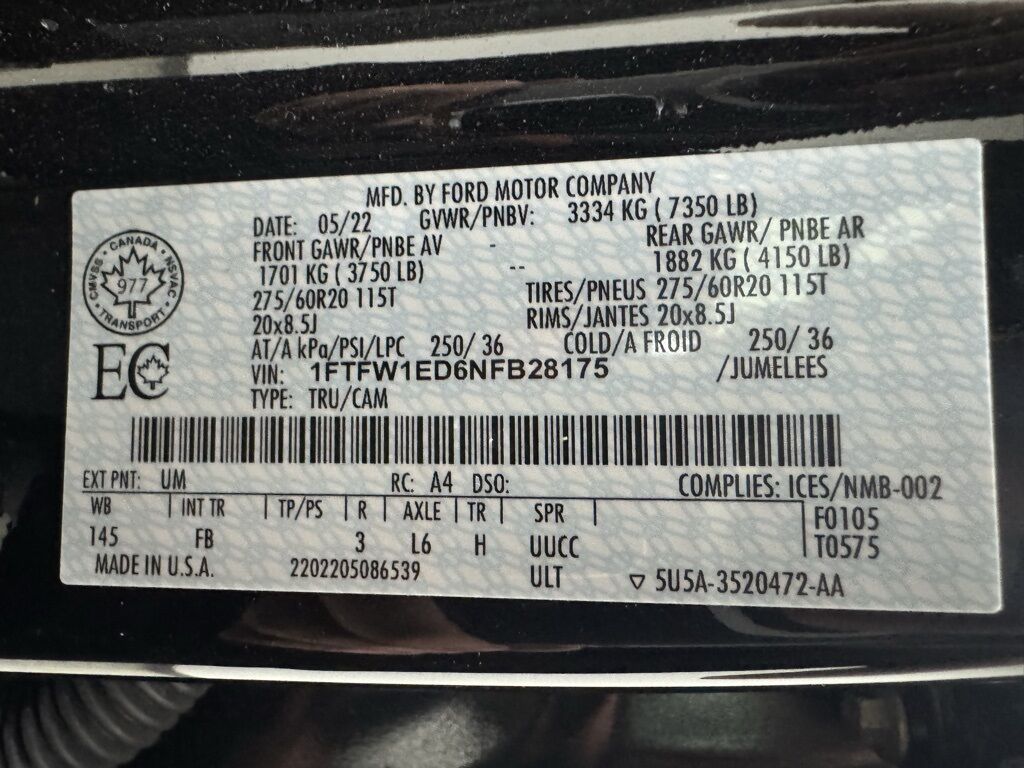 MFD. BY FORD MOTOR COMPANY
DATE: 05/22 GVWR/PNBV: 3334 KG ( 7350 LB)
FRONT GAWR/PNBE AV - REAR GAWR/ PNBE AR
1701 KG ( 3750 LB) -- 1882 KG ( 4150 LB)
275/60R20 115T TIRES/PNEUS 275/60R20 115T
20x8.5J RIMS/JANTES 20x8.5J
AT/A kPa/PSI/LPC 250/ 36 COLD/A FROID 250/ 36
VIN: 1FTFW1ED6NFB28175 /JUMELEES
TYPE: TRU/CAM
CANADA
CMVSS NSVAC
977
TRANSPORT
EC
EXT PNT: UM RC: A4 DSO: COMPLIES: ICES/NMB-002
WB INT TR TP/PS R AXLE TR SPR F0105
145 FB 3 L6 H UUCC T0575
MADE IN U.S.A. 2202205086539 ULT ▽ 5U5A-3520472-AA